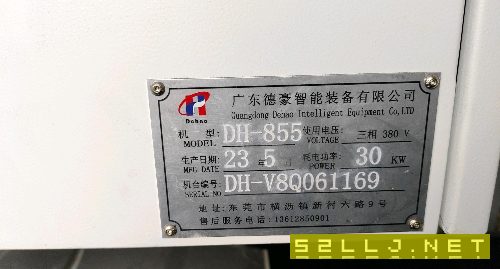 Dehao
广东德豪智能装备有限公司
Guangdong Dehao Intelligent Equipment Co,LTD
机 型: MODEL DH-855 使用电压: VOLTAGE 三相 380 V
生产日期: MFG DATE 23 年 5 耗电功率: POWER 30 KW
机台编号: SERIAL NO DH-V8Q061169
地址:东莞市横沥镇新村六路9号
售后服务电话:13612850901
52LLJ.NET